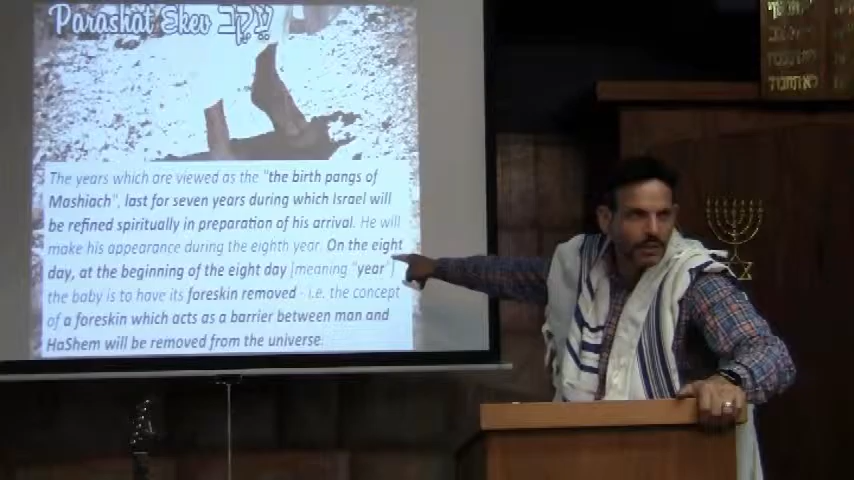 Parashat Ekev עֵקֶב
The years which are viewed as the "the birth pangs of
Mashiach", last for seven years during which Israel will
be refined spiritually in preparation of his arrival. He will
make his appearance during the eighth year. On the eight
day, at the beginning of the eight day [meaning "year"]
the baby is to have its foreskin removed - i.e. the concept
of a foreskin which acts as a barrier between man and
HaShem will be removed from the universe.